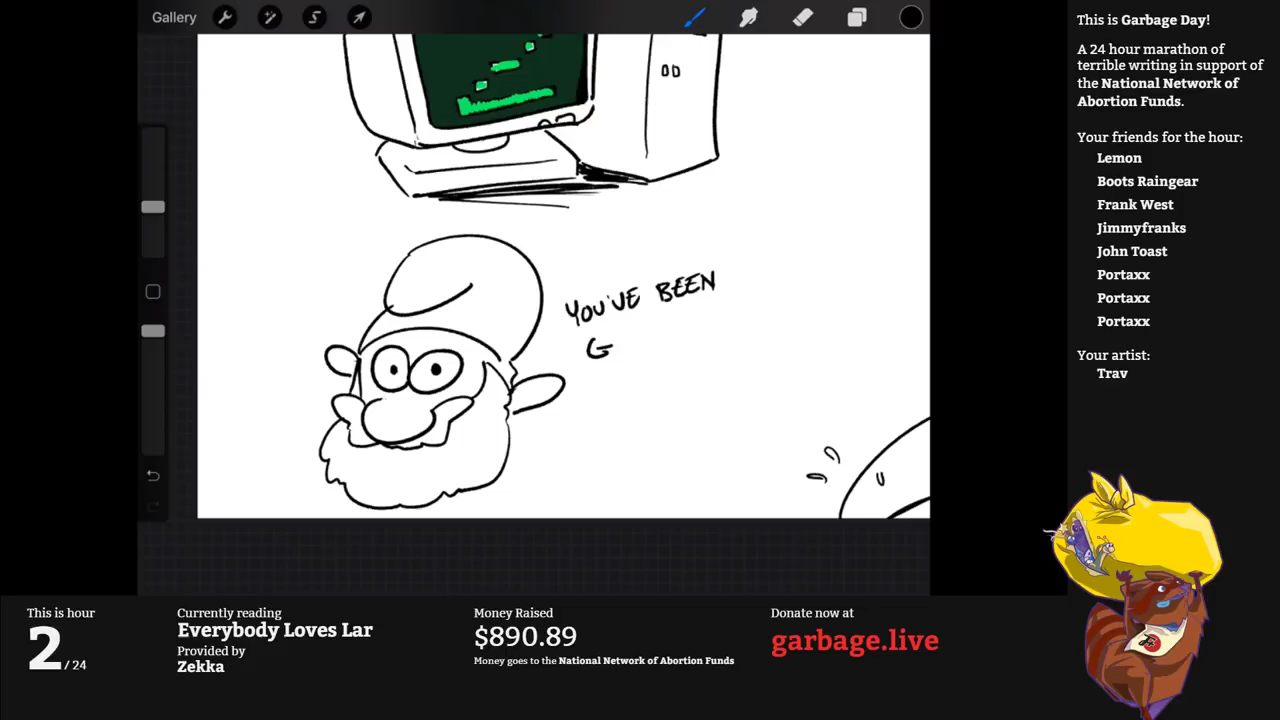 Gallery
YOU'VE BEEN
G
This is Garbage Day!
A 24 hour marathon of
terrible writing in support of
the National Network of
Abortion Funds.
Your friends for the hour:
Lemon
Boots Raingear
Frank West
Jimmyfranks
John Toast
Portaxx
Portaxx
Portaxx
Your artist:
Trav
This is hour
2 / 24
Currently reading
Everybody Loves Lar
Provided by
Zekka
Money Raised
$890.89
Money goes to the National Network of Abortion Funds
Donate now at
garbage.live